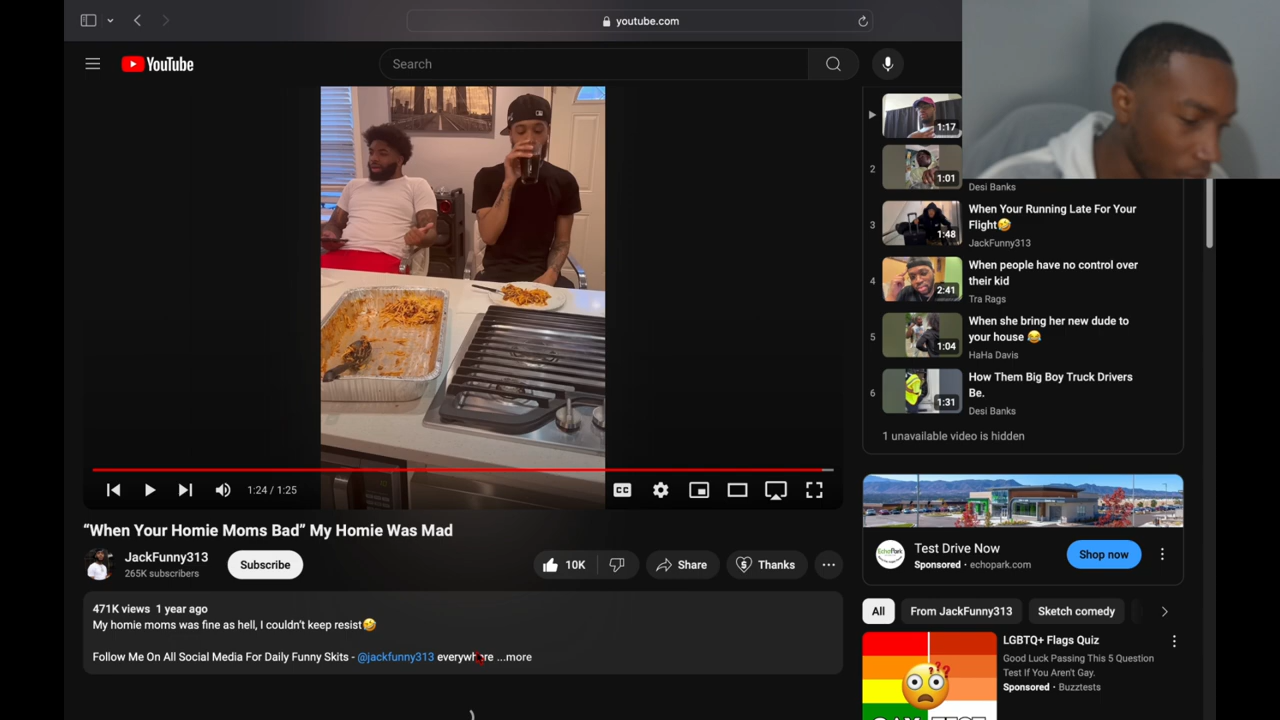 youtube.com
YouTube
Search
1:24 / 1:25
CC
“When Your Homie Moms Bad” My Homie Was Mad
JackFunny313
265K subscribers
Subscribe
10K
Share
Thanks
471K views 1 year ago
My homie moms was fine as hell, I couldn't keep resist🤣
Follow Me On All Social Media For Daily Funny Skits - @jackfunny313 everywhere ...more
1:17
2
1:01
Desi Banks
3
1:48
When Your Running Late For Your
Flight🤣
JackFunny313
4
2:41
When people have no control over
their kid
Tra Rags
5
1:04
When she bring her new dude to
your house 😂
HaHa Davis
6
1:31
How Them Big Boy Truck Drivers
Be.
Desi Banks
1 unavailable video is hidden
EchoPark
Test Drive Now
Sponsored · echopark.com
Shop now
All
From JackFunny313
Sketch comedy
LGBTQ+ Flags Quiz
Good Luck Passing This 5 Question
Test If You Aren't Gay.
Sponsored · Buzztests